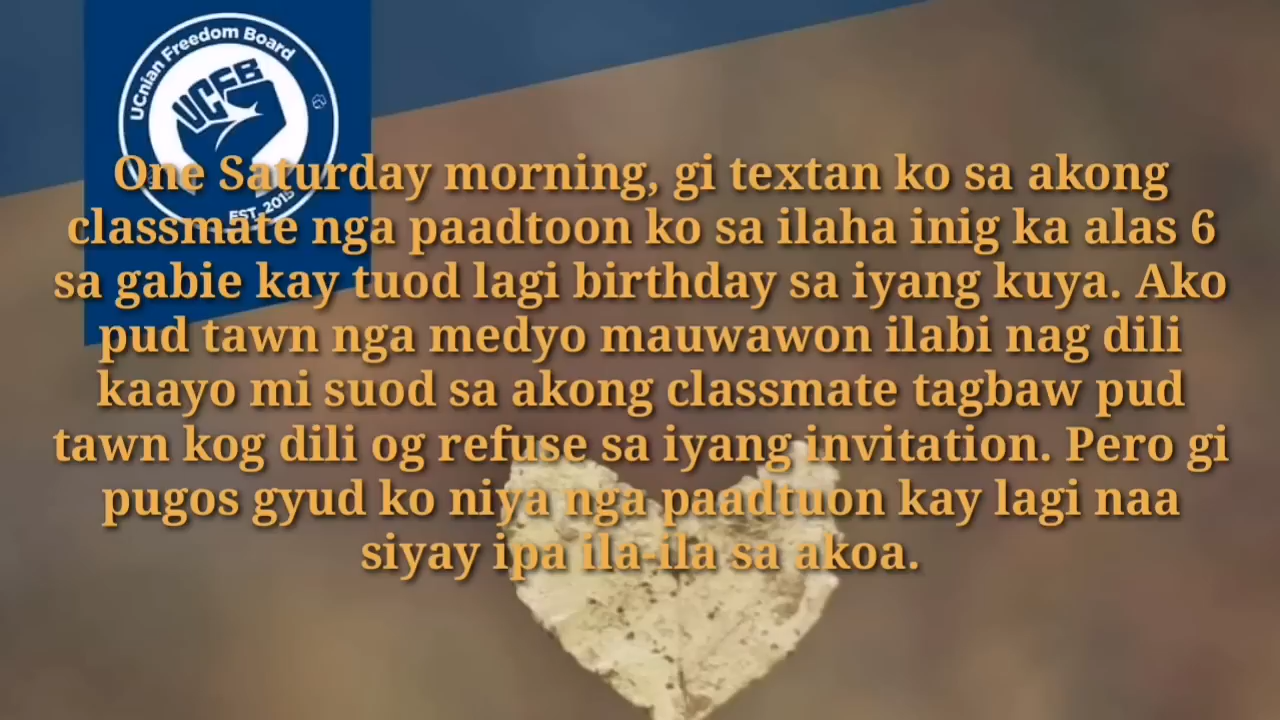 UCnian Freedom Board
UCFB
EST. 2015
One Saturday morning, gi textan ko sa akong
classmate nga paadtoon ko sa ilaha inig ka alas 6
sa gabie kay tuod lagi birthday sa iyang kuya. Ako
pud tawn nga medyo mauwawon ilabi nag dili
kaayo mi suod sa akong classmate tagbaw pud
tawn kog dili og refuse sa iyang invitation. Pero gi
pugos gyud ko niya nga paadtuon kay lagi naa
siyay ipa ila-ila sa akoa.